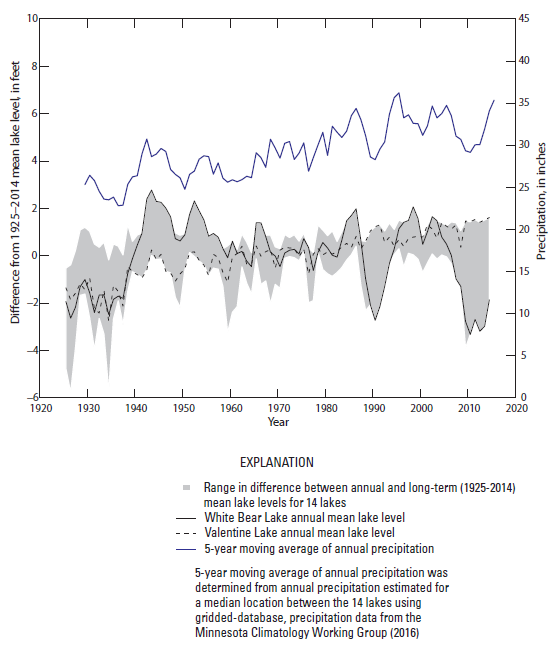 10
8
6
4
2
0
−2
−4
−6
Difference from 1925–2014 mean lake level, in feet
45
40
35
30
25
20
15
10
5
0
Precipitation, in inches
1920 1930 1940 1950 1960 1970 1980 1990 2000 2010 2020
Year
EXPLANATION
Range in difference between annual and long-term (1925-2014)
mean lake levels for 14 lakes
White Bear Lake annual mean lake level
Valentine Lake annual mean lake level
5-year moving average of annual precipitation
5-year moving average of annual precipitation was
determined from annual precipitation estimated for
a median location between the 14 lakes using
gridded-database, precipitation data from the
Minnesota Climatology Working Group (2016)